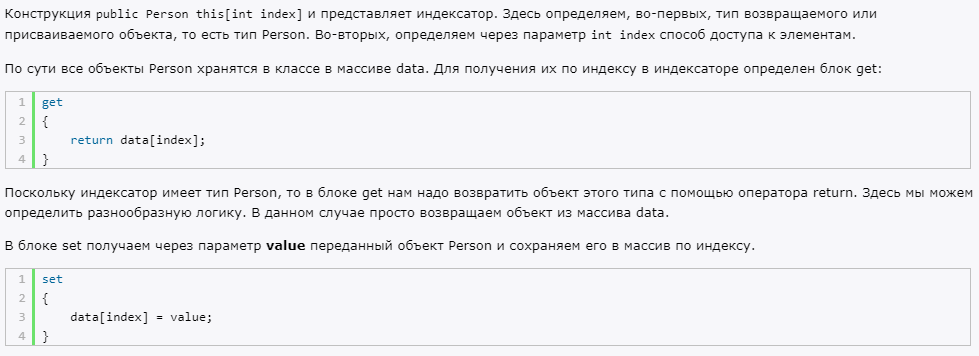 Конструкция public Person this[int index] и представляет индексатор. Здесь определяем, во-первых, тип возвращаемого или
присваиваемого объекта, то есть тип Person. Во-вторых, определяем через параметр int index способ доступа к элементам.
По сути все объекты Person хранятся в классе в массиве data. Для получения их по индексу в индексаторе определен блок get:
1 get
2 {
3     return data[index];
4 }
Поскольку индексатор имеет тип Person, то в блоке get нам надо возвратить объект этого типа с помощью оператора return. Здесь мы можем
определить разнообразную логику. В данном случае просто возвращаем объект из массива data.
В блоке set получаем через параметр value переданный объект Person и сохраняем его в массив по индексу.
1 set
2 {
3     data[index] = value;
4 }